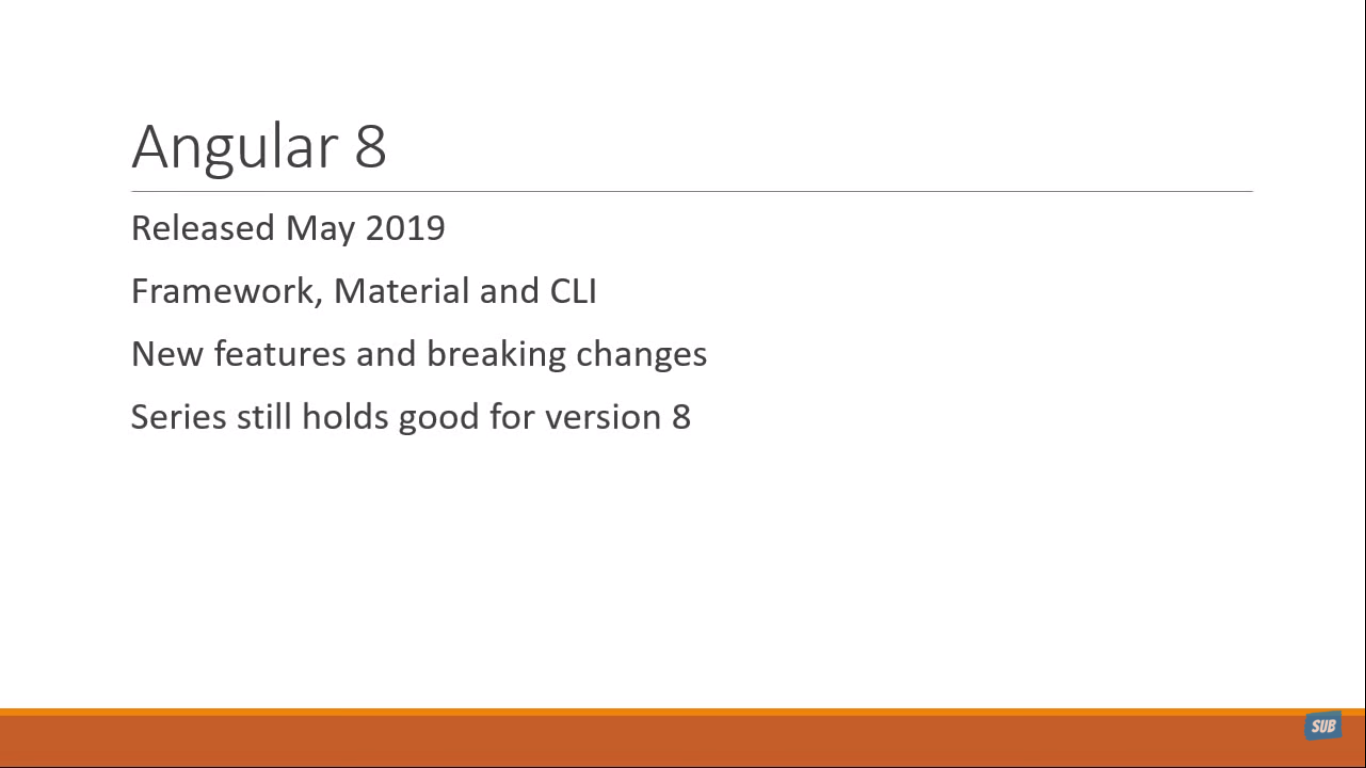 Angular 8
Released May 2019
Framework, Material and CLI
New features and breaking changes
Series still holds good for version 8
SUB